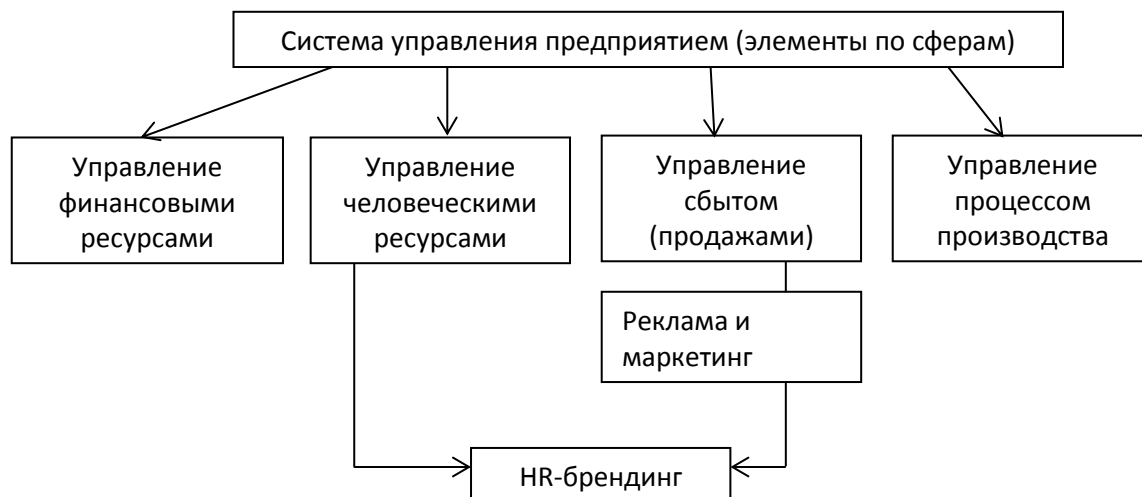 Система управления предприятием (элементы по сферам)
Управление
финансовыми
ресурсами
Управление
человеческими
ресурсами
Управление
сбытом
(продажами)
Управление
процессом
производства
Реклама и
маркетинг
HR-брендинг